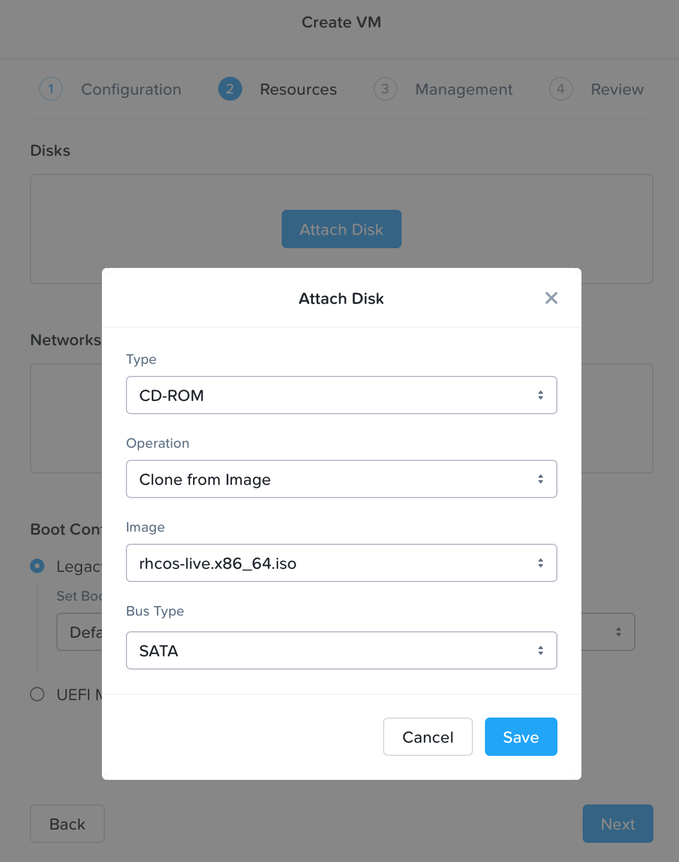 Create VM
1 Configuration 2 Resources 3 Management 4 Review
Disks
Attach Disk
Attach Disk
Networks
Type
CD-ROM
Operation
Clone from Image
Image
rhcos-live.x86_64.iso
Boot Con
Legac
Set Boo
Bus Type
Defa
SATA
UEFI M
Cancel Save
Back Next